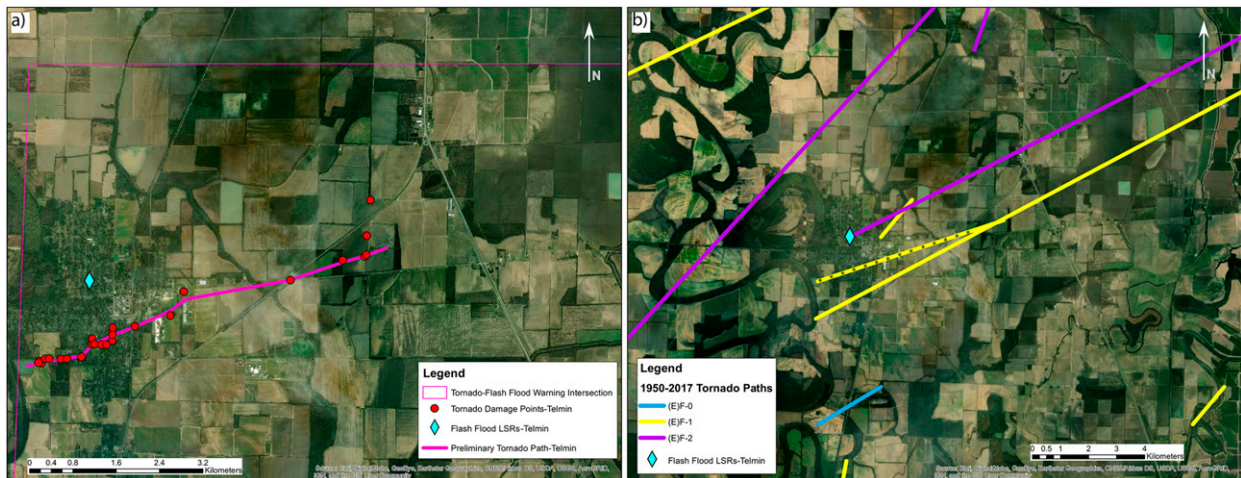 a)
N
Legend
Tornado-Flash Flood Warning Intersection
Tornado Damage Points-Telmin
Flash Flood LSRs-Telmin
Preliminary Tornado Path-Telmin
0 0.4 0.8 1.6 2.4 3.2
Kilometers
b)
N
Legend
1950-2017 Tornado Paths
(E)F-0
(E)F-1
(E)F-2
Flash Flood LSRs-Telmin
0 0.5 1 2 3 4
Kilometers